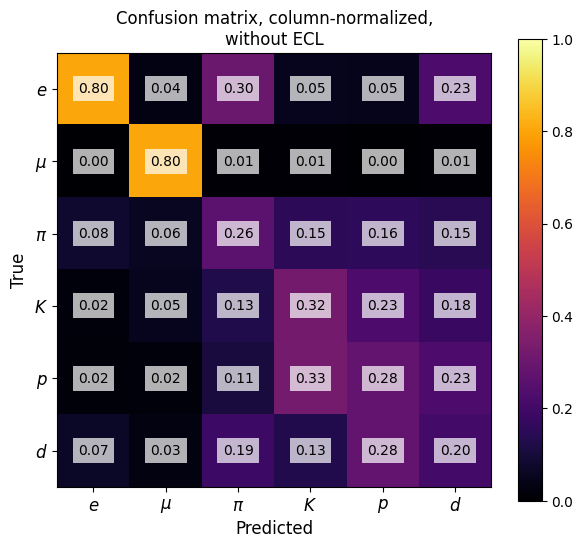 Confusion matrix, column-normalized,
without ECL
1.0
e 0.80 0.04 0.30 0.05 0.05 0.23
μ 0.00 0.80 0.01 0.01 0.00 0.01
0.8
π 0.08 0.06 0.26 0.15 0.16 0.15
0.6
True
K 0.02 0.05 0.13 0.32 0.23 0.18
0.4
p 0.02 0.02 0.11 0.33 0.28 0.23
0.2
d 0.07 0.03 0.19 0.13 0.28 0.20
0.0
e μ π K p d
Predicted